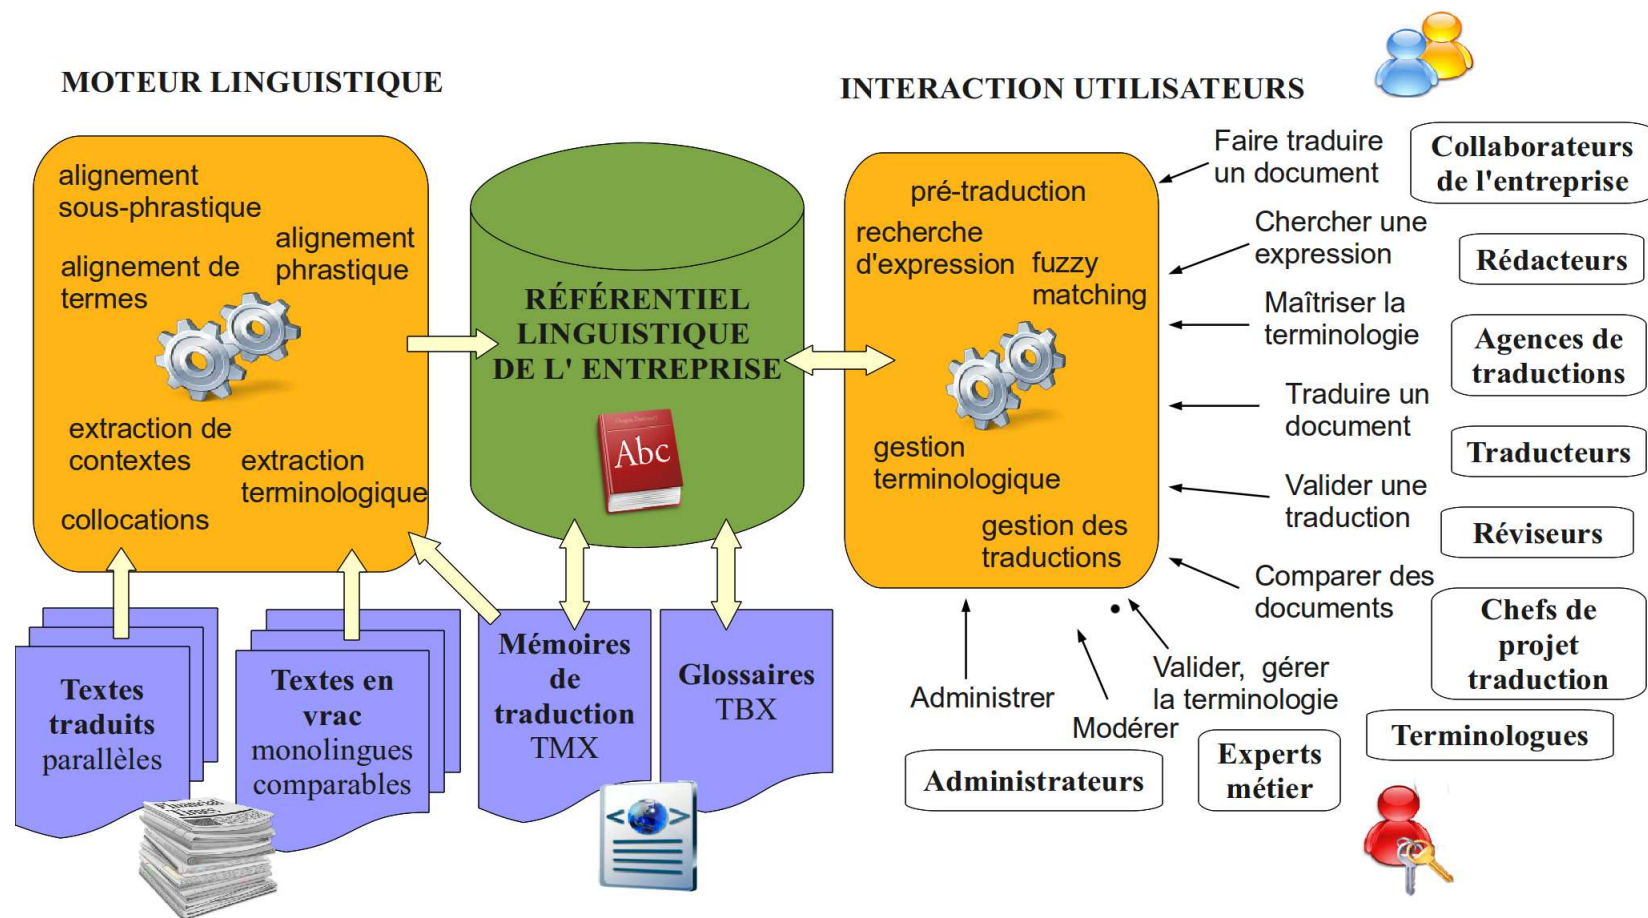 MOTEUR LINGUISTIQUE
alignement
sous-phrastique
alignement
phrastique
alignement de
termes
extraction de
contextes
extraction
terminologique
collocations
RÉFÉRENTIEL
LINGUISTIQUE
DE L' ENTREPRISE
Abc
Textes
traduits
parallèles
Textes en
vrac
monolingues
comparables
Mémoires
de
traduction
TMX
Glossaires
TBX
Financial
Times
INTERACTION UTILISATEURS
pré-traduction
recherche
d'expression
fuzzy
matching
gestion
terminologique
gestion des
traductions
Faire traduire
un document
Chercher une
expression
Maîtriser la
terminologie
Traduire un
document
Valider une
traduction
Comparer des
documents
Valider, gérer
la terminologie
Modérer
Administrer
Collaborateurs
de l'entreprise
Rédacteurs
Agences de
traductions
Traducteurs
Réviseurs
Chefs de
projet
traduction
Terminologues
Experts
métier
Administrateurs